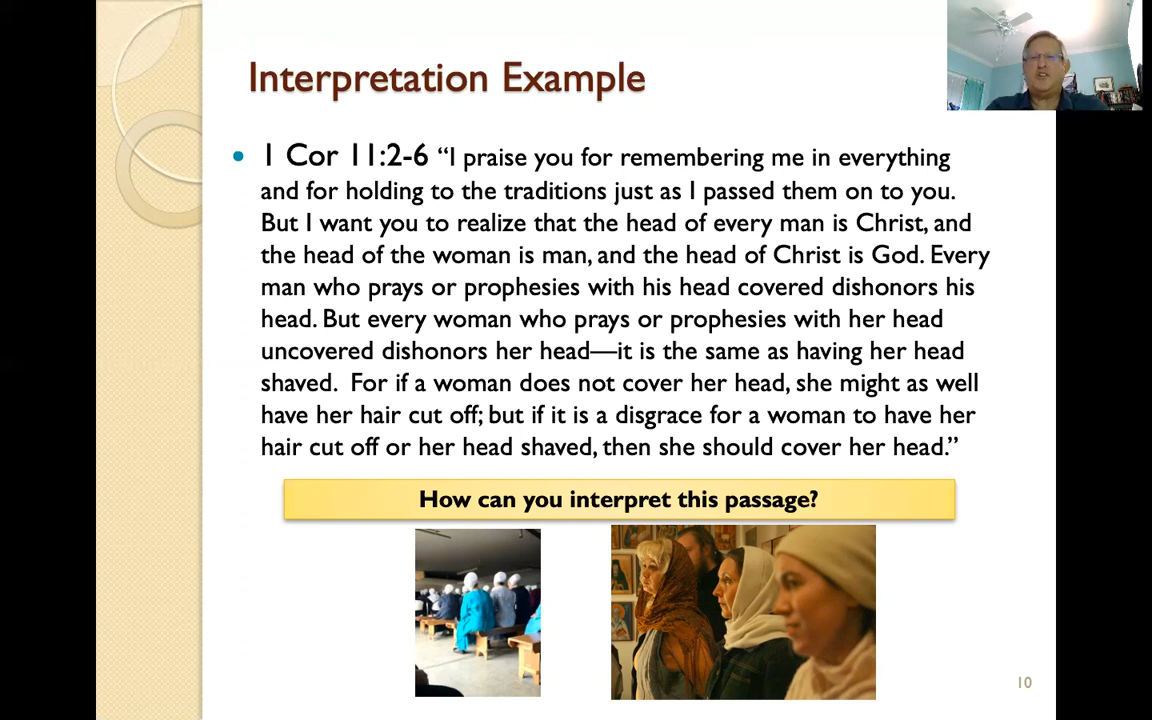 Interpretation Example
1 Cor 11:2-6 “I praise you for remembering me in everything
and for holding to the traditions just as I passed them on to you.
But I want you to realize that the head of every man is Christ, and
the head of the woman is man, and the head of Christ is God. Every
man who prays or prophesies with his head covered dishonors his
head. But every woman who prays or prophesies with her head
uncovered dishonors her head—it is the same as having her head
shaved.  For if a woman does not cover her head, she might as well
have her hair cut off; but if it is a disgrace for a woman to have her
hair cut off or her head shaved, then she should cover her head.”
How can you interpret this passage?
10